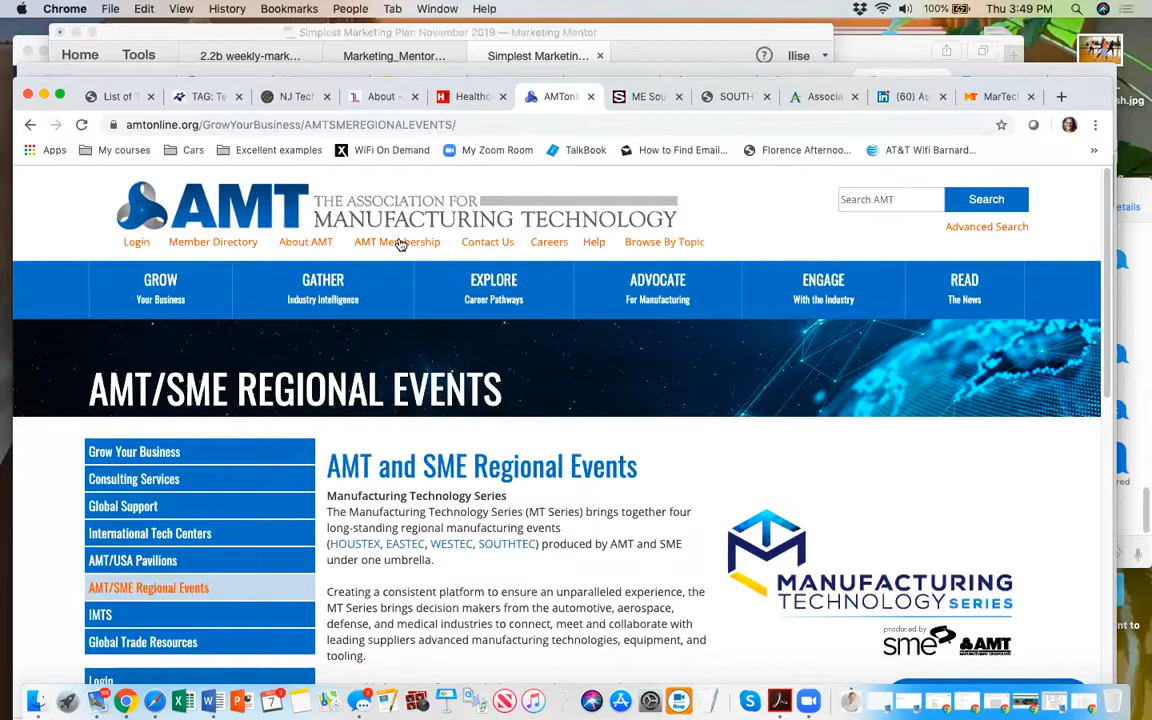 Chrome File Edit View History Bookmarks People Tab Window Help 100% Thu 3:49 PM
Simplest Marketing Plan November 2019 — Marketing Mentor
Home Tools 2.2b weekly-mark... Marketing_Mentor... Simplest Marketin... Ilise
List of T TAG: Te NJ Tech About - Healthc AMTonli ME Sou SOUTH Associa (60) As MarTec
sh.jpg
amtonline.org/GrowYourBusiness/AMTSMEREGIONALEVENTS/
Apps My courses Cars Excellent examples WiFi On Demand My Zoom Room TalkBook How to Find Email... Florence Afternoo... AT&T Wifi Barnard... »
AMT THE ASSOCIATION FOR
MANUFACTURING TECHNOLOGY
Search AMT Search
etails
Advanced Search
Login Member Directory About AMT AMT Membership Contact Us Careers Help Browse By Topic
GROW GATHER EXPLORE ADVOCATE ENGAGE READ
Your Business Industry Intelligence Career Pathways For Manufacturing With the Industry The News
AMT/SME REGIONAL EVENTS
Grow Your Business
Consulting Services
Global Support
International Tech Centers
AMT/USA Pavilions
AMT/SME Regional Events
IMTS
Global Trade Resources
Login
AMT and SME Regional Events
Manufacturing Technology Series
The Manufacturing Technology Series (MT Series) brings together four
long-standing regional manufacturing events
(HOUSTEX, EASTEC, WESTEC, SOUTHTEC) produced by AMT and SME
under one umbrella.
Creating a consistent platform to ensure an unparalleled experience, the
MT Series brings decision makers from the automotive, aerospace,
defense, and medical industries to connect, meet and collaborate with
leading suppliers advanced manufacturing technologies, equipment, and
tooling.
MANUFACTURING
TECHNOLOGY SERIES
produced by
sme AMT
red
nt to